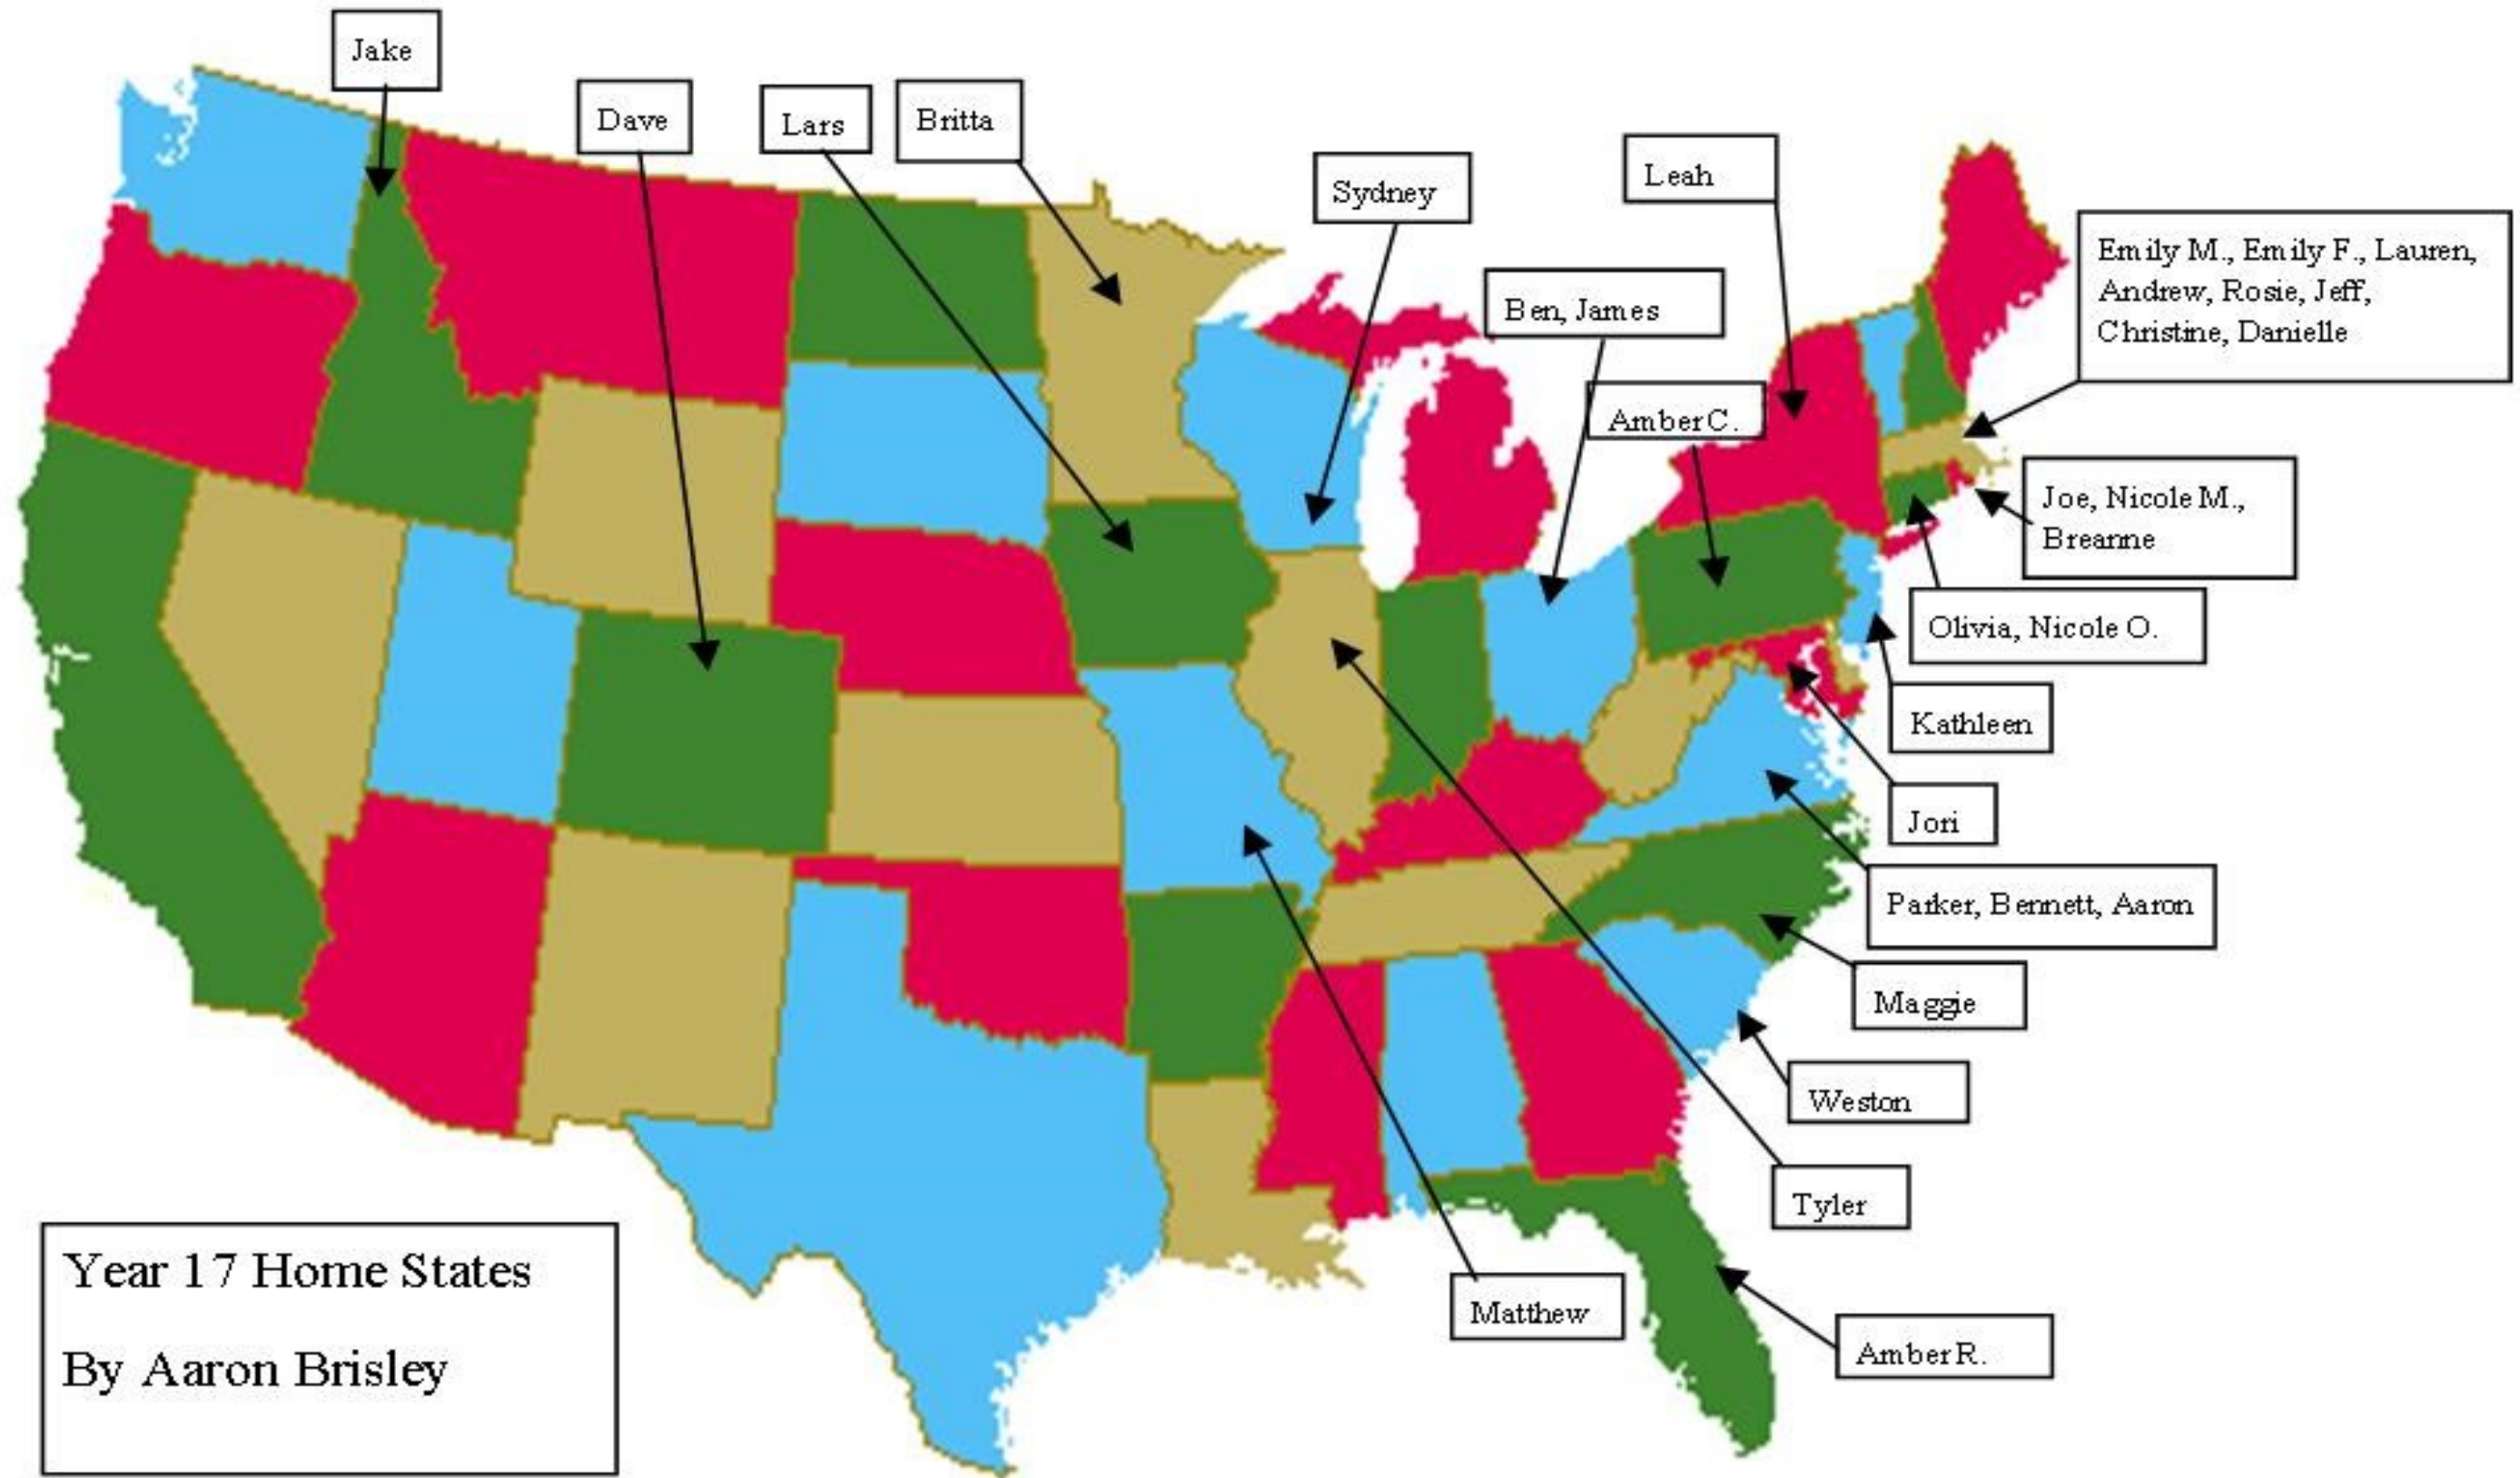 Jake
Dave
Lars
Britta
Sydney
Leah
Emily M., Emily F., Lauren,
Andrew, Rosie, Jeff,
Christine, Danielle
Ben, James
Amber C.
Joe, Nicole M.,
Breanne
Olivia, Nicole O.
Kathleen
Jori
Parker, Bennett, Aaron
Maggie
Weston
Tyler
Matthew
Amber R.
Year 17 Home States
By Aaron Brisley